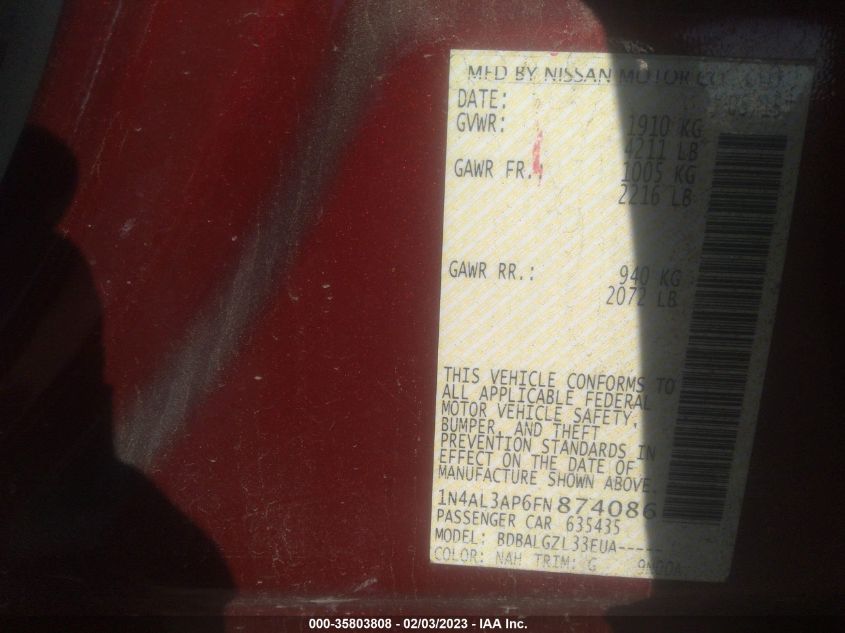 MFD BY NISSAN MOTOR CO., LTD.
DATE: 05/15
GVWR: 1910 KG
4211 LB
GAWR FR.: 1005 KG
2216 LB
GAWR RR.: 940 KG
2072 LB
THIS VEHICLE CONFORMS TO
ALL APPLICABLE FEDERAL
MOTOR VEHICLE SAFETY,
BUMPER, AND THEFT
PREVENTION STANDARDS IN
EFFECT ON THE DATE OF
MANUFACTURE SHOWN ABOVE.
1N4AL3AP6FN874086
PASSENGER CAR 635435
MODEL: BDBALGZL33EUA-----
COLOR: NAH TRIM: G
000-35803808 - 02/03/2023 - IAA Inc.